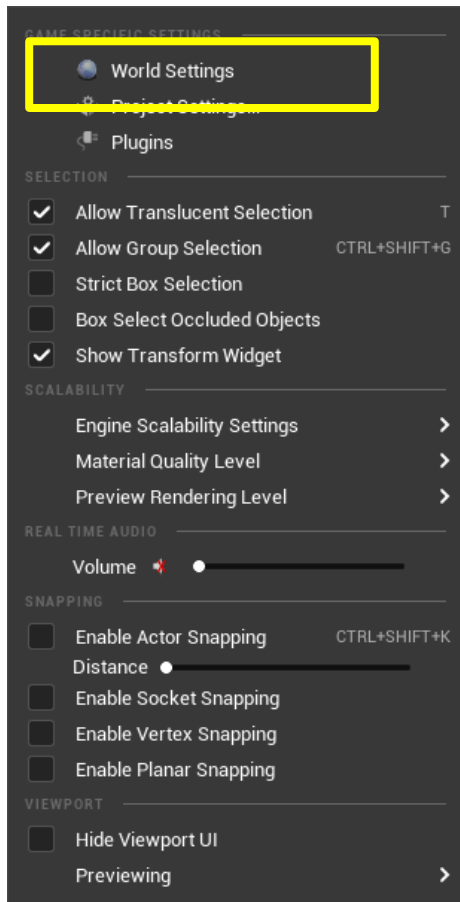 GAME SPECIFIC SETTINGS
World Settings
Project Settings...
Plugins
SELECTION
Allow Translucent Selection T
Allow Group Selection CTRL+SHIFT+G
Strict Box Selection
Box Select Occluded Objects
Show Transform Widget
SCALABILITY
Engine Scalability Settings
Material Quality Level
Preview Rendering Level
REAL TIME AUDIO
Volume
SNAPPING
Enable Actor Snapping CTRL+SHIFT+K
Distance
Enable Socket Snapping
Enable Vertex Snapping
Enable Planar Snapping
VIEWPORT
Hide Viewport UI
Previewing